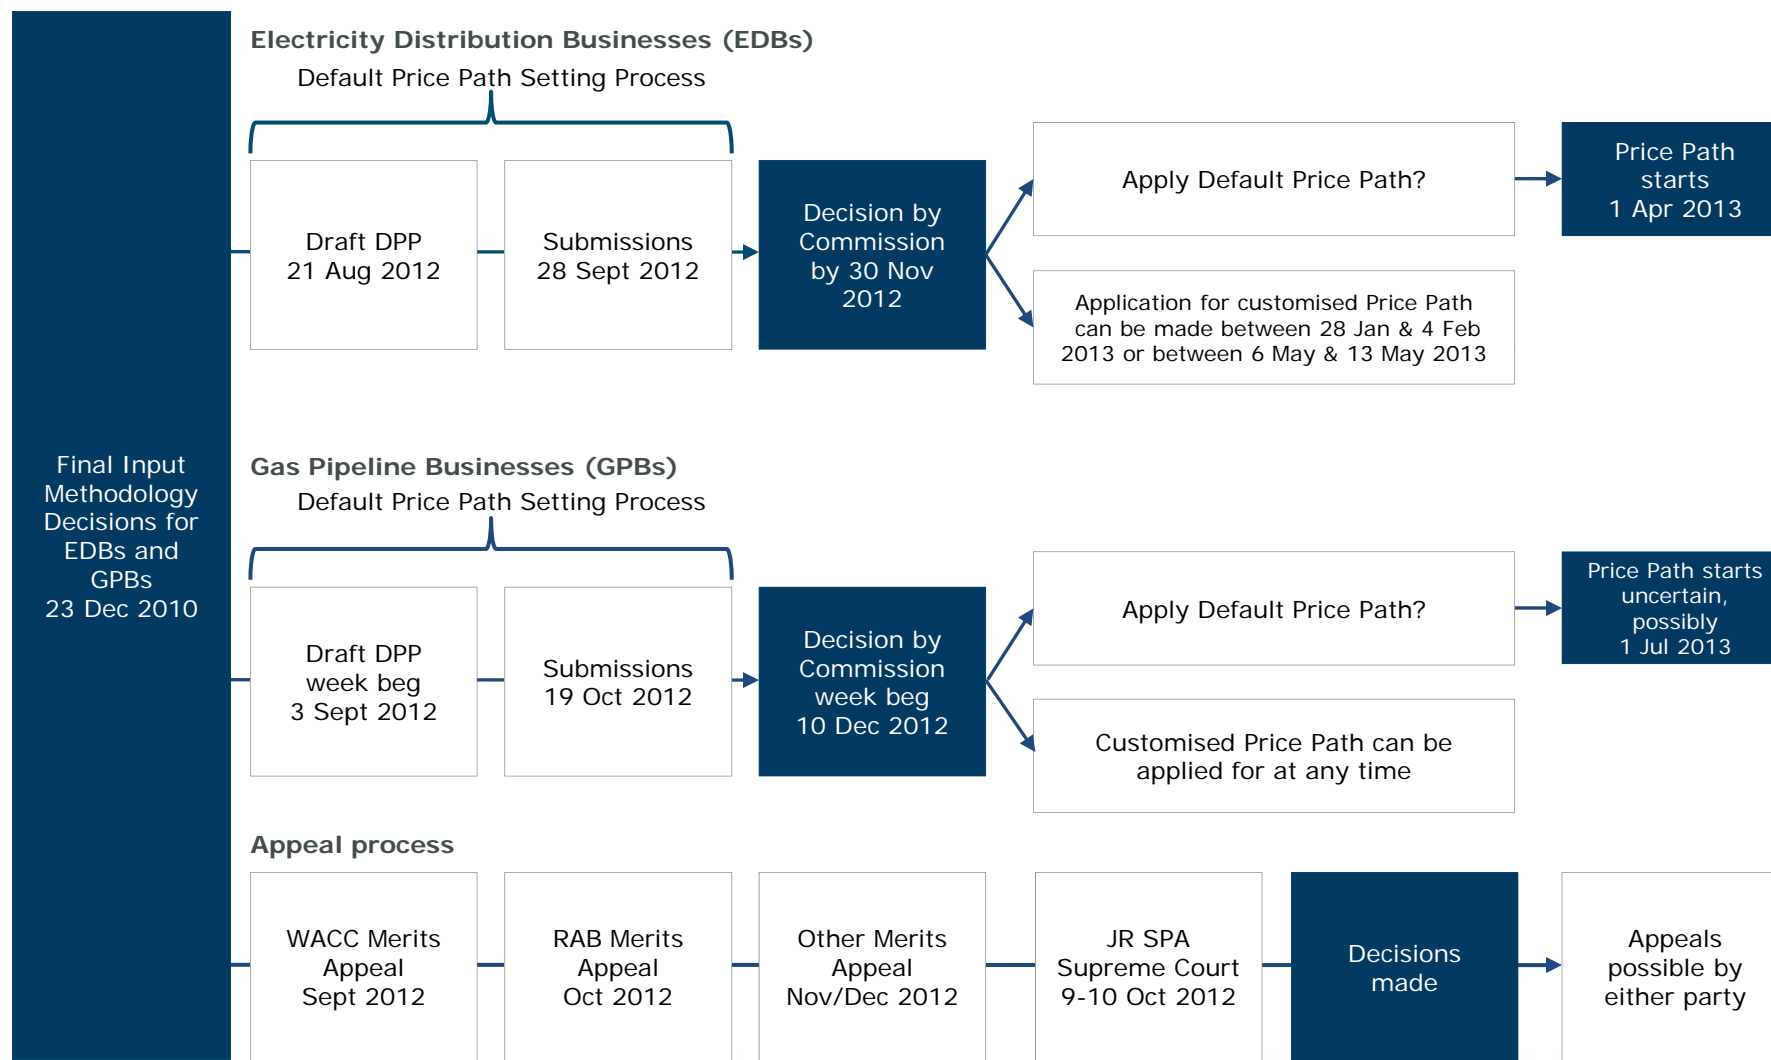 Final Input
Methodology
Decisions for
EDBs and
GPBs
23 Dec 2010
Electricity Distribution Businesses (EDBs)
Default Price Path Setting Process
Draft DPP
21 Aug 2012
Submissions
28 Sept 2012
Decision by
Commission
by 30 Nov
2012
Apply Default Price Path?
Price Path
starts
1 Apr 2013
Application for customised Price Path
can be made between 28 Jan & 4 Feb
2013 or between 6 May & 13 May 2013
Gas Pipeline Businesses (GPBs)
Default Price Path Setting Process
Draft DPP
week beg
3 Sept 2012
Submissions
19 Oct 2012
Decision by
Commission
week beg
10 Dec 2012
Apply Default Price Path?
Price Path starts
uncertain,
possibly
1 Jul 2013
Customised Price Path can be
applied for at any time
Appeal process
WACC Merits
Appeal
Sept 2012
RAB Merits
Appeal
Oct 2012
Other Merits
Appeal
Nov/Dec 2012
JR SPA
Supreme Court
9-10 Oct 2012
Decisions
made
Appeals
possible by
either party